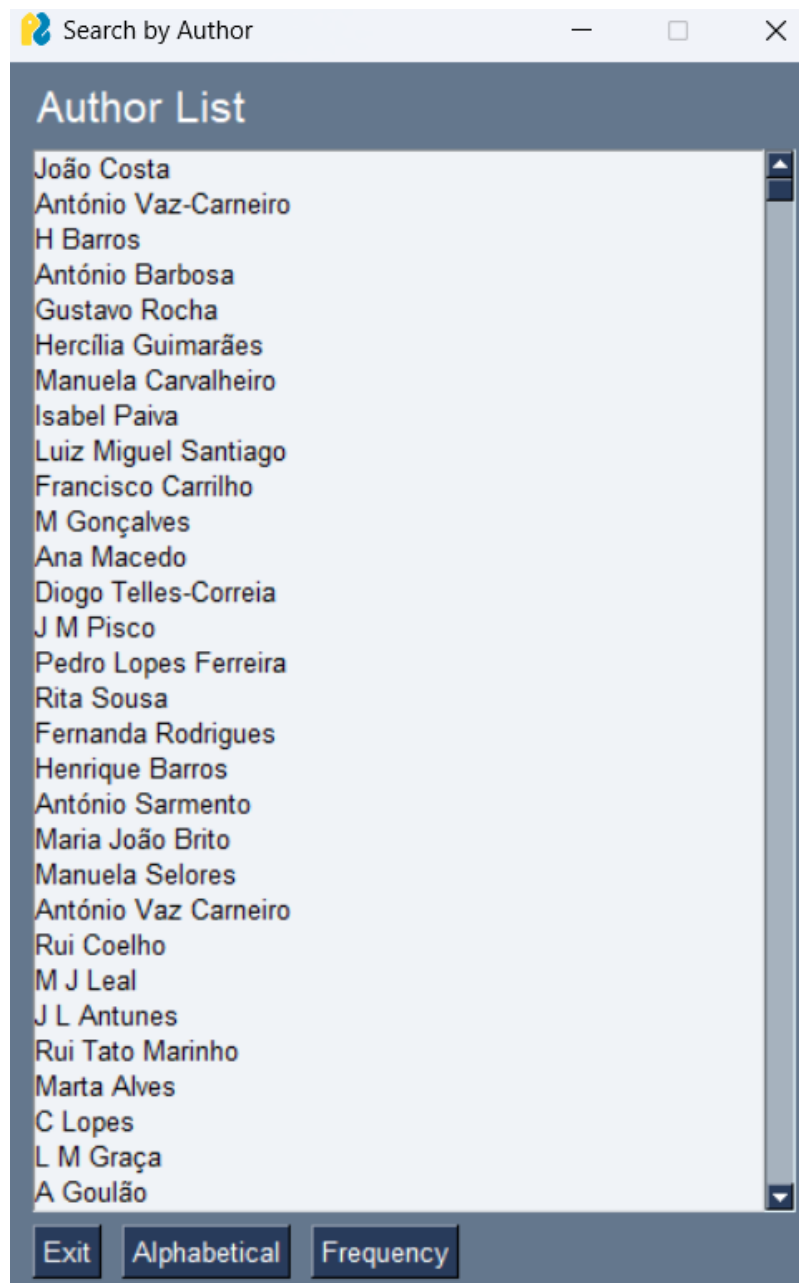 Search by Author
Author List
João Costa
António Vaz-Carneiro
H Barros
António Barbosa
Gustavo Rocha
Hercília Guimarães
Manuela Carvalheiro
Isabel Paiva
Luiz Miguel Santiago
Francisco Carrilho
M Gonçalves
Ana Macedo
Diogo Telles-Correia
J M Pisco
Pedro Lopes Ferreira
Rita Sousa
Fernanda Rodrigues
Henrique Barros
António Sarmento
Maria João Brito
Manuela Selores
António Vaz Carneiro
Rui Coelho
M J Leal
J L Antunes
Rui Tato Marinho
Marta Alves
C Lopes
L M Graça
A Goulão
Exit Alphabetical Frequency